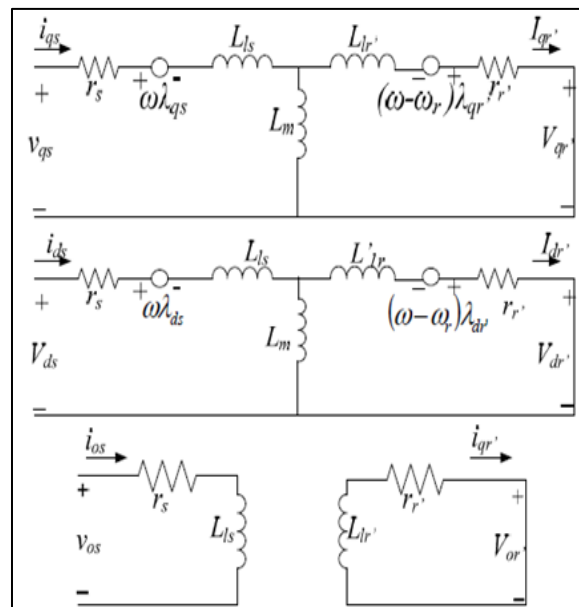 i_qs L_ls L_lr' I_qr'
+ r_s + ωλ_qs - L_m (ω-ω_r)λ_qr' - + r_r' +
v_qs V_qr'
− −
i_ds L_ls L'_lr I_dr'
+ r_s + ωλ_ds - L_m (ω-ω_r)λ_dr' - + r_r' +
V_ds V_dr'
− −
i_os i_qr'
+ r_s r_r' +
v_os L_ls L_lr' V_or'
− −